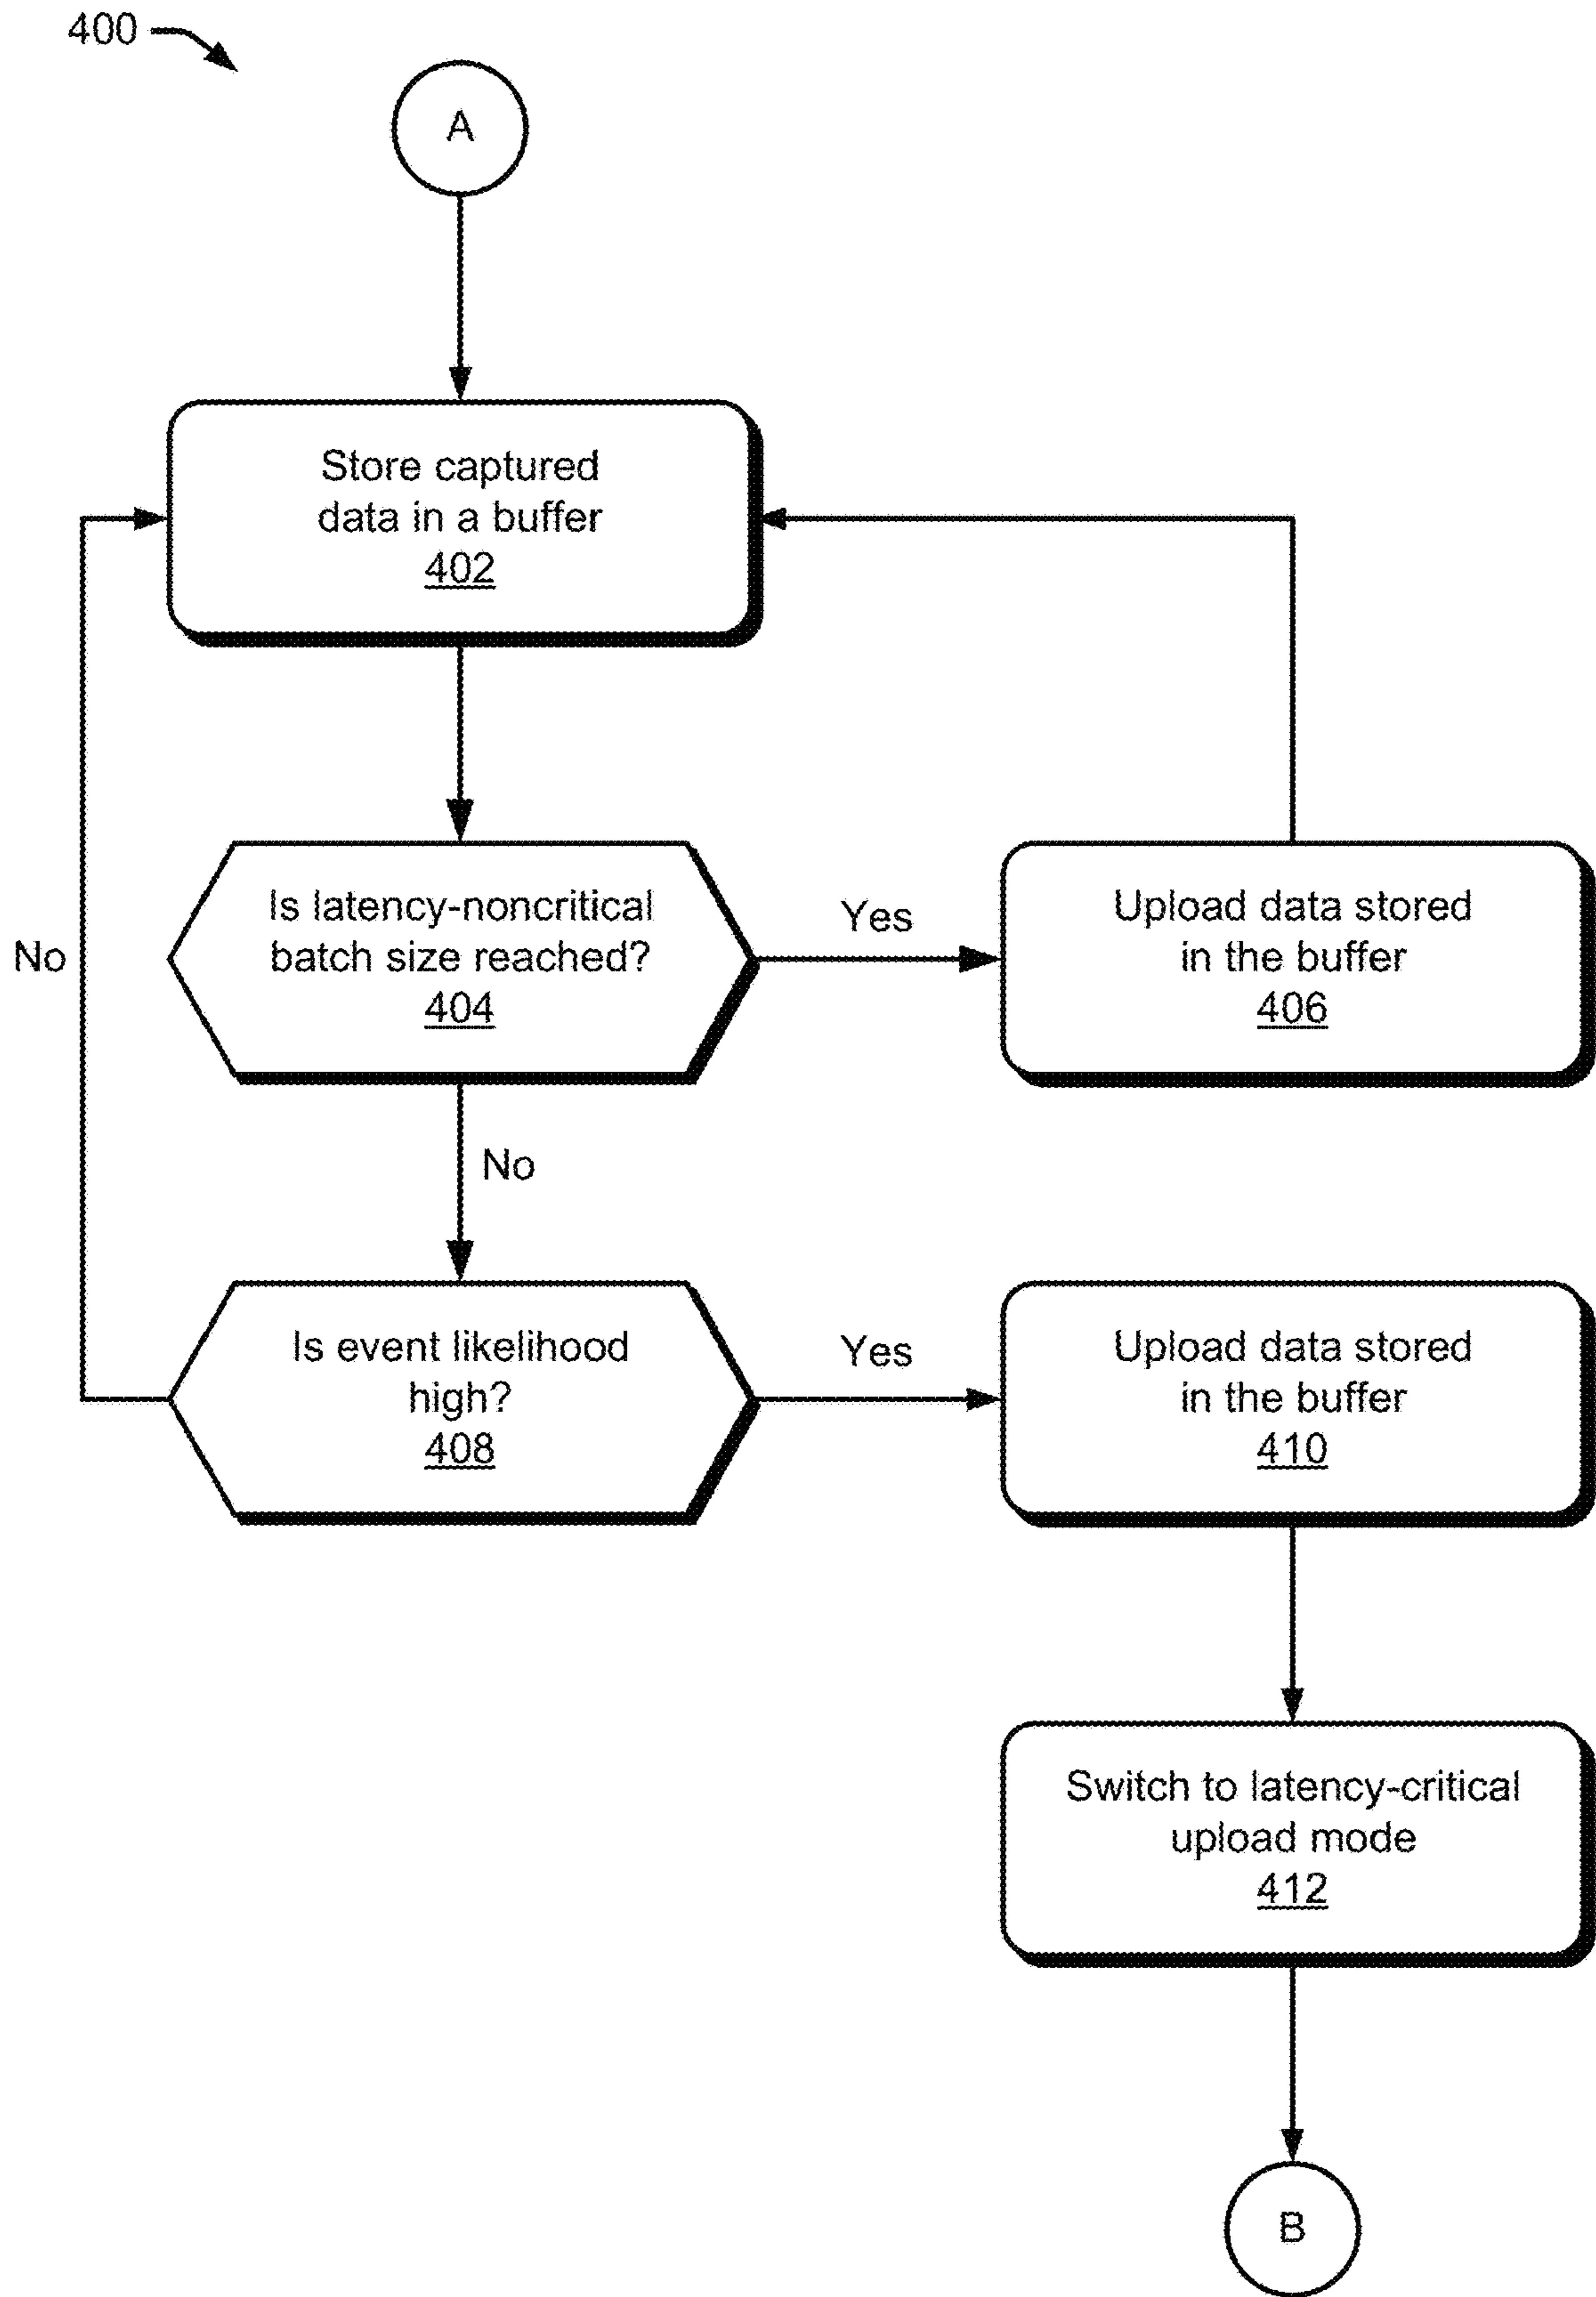 400
A
Store captured
data in a buffer
402
Is latency-noncritical
batch size reached?
404
Yes
Upload data stored
in the buffer
406
No
No
Is event likelihood
high?
408
Yes
Upload data stored
in the buffer
410
Switch to latency-critical
upload mode
412
B